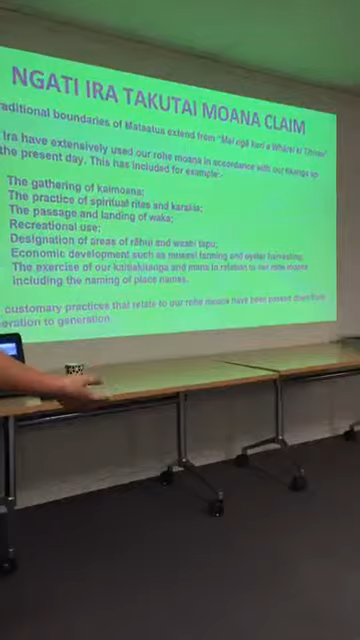 NGATI IRA TAKUTAI MOANA CLAIM
raditional boundaries of Mataatua extend from "Mai ngā kuri a Whārei ki Tihirau"
Ira have extensively used our rohe moana in accordance with our tikanga up
the present day. This has included for example:-
The gathering of kaimoana;
The practice of spiritual rites and karakia;
The passage and landing of waka;
Recreational use;
Designation of areas of rāhui and waahi tapu;
Economic development such as mussel farming and oyster harvesting.
The exercise of our kaitiakitanga and mana in relation to our rohe moana
including the naming of place names.
customary practices that relate to our rohe moana have been passed down from
eration to generation